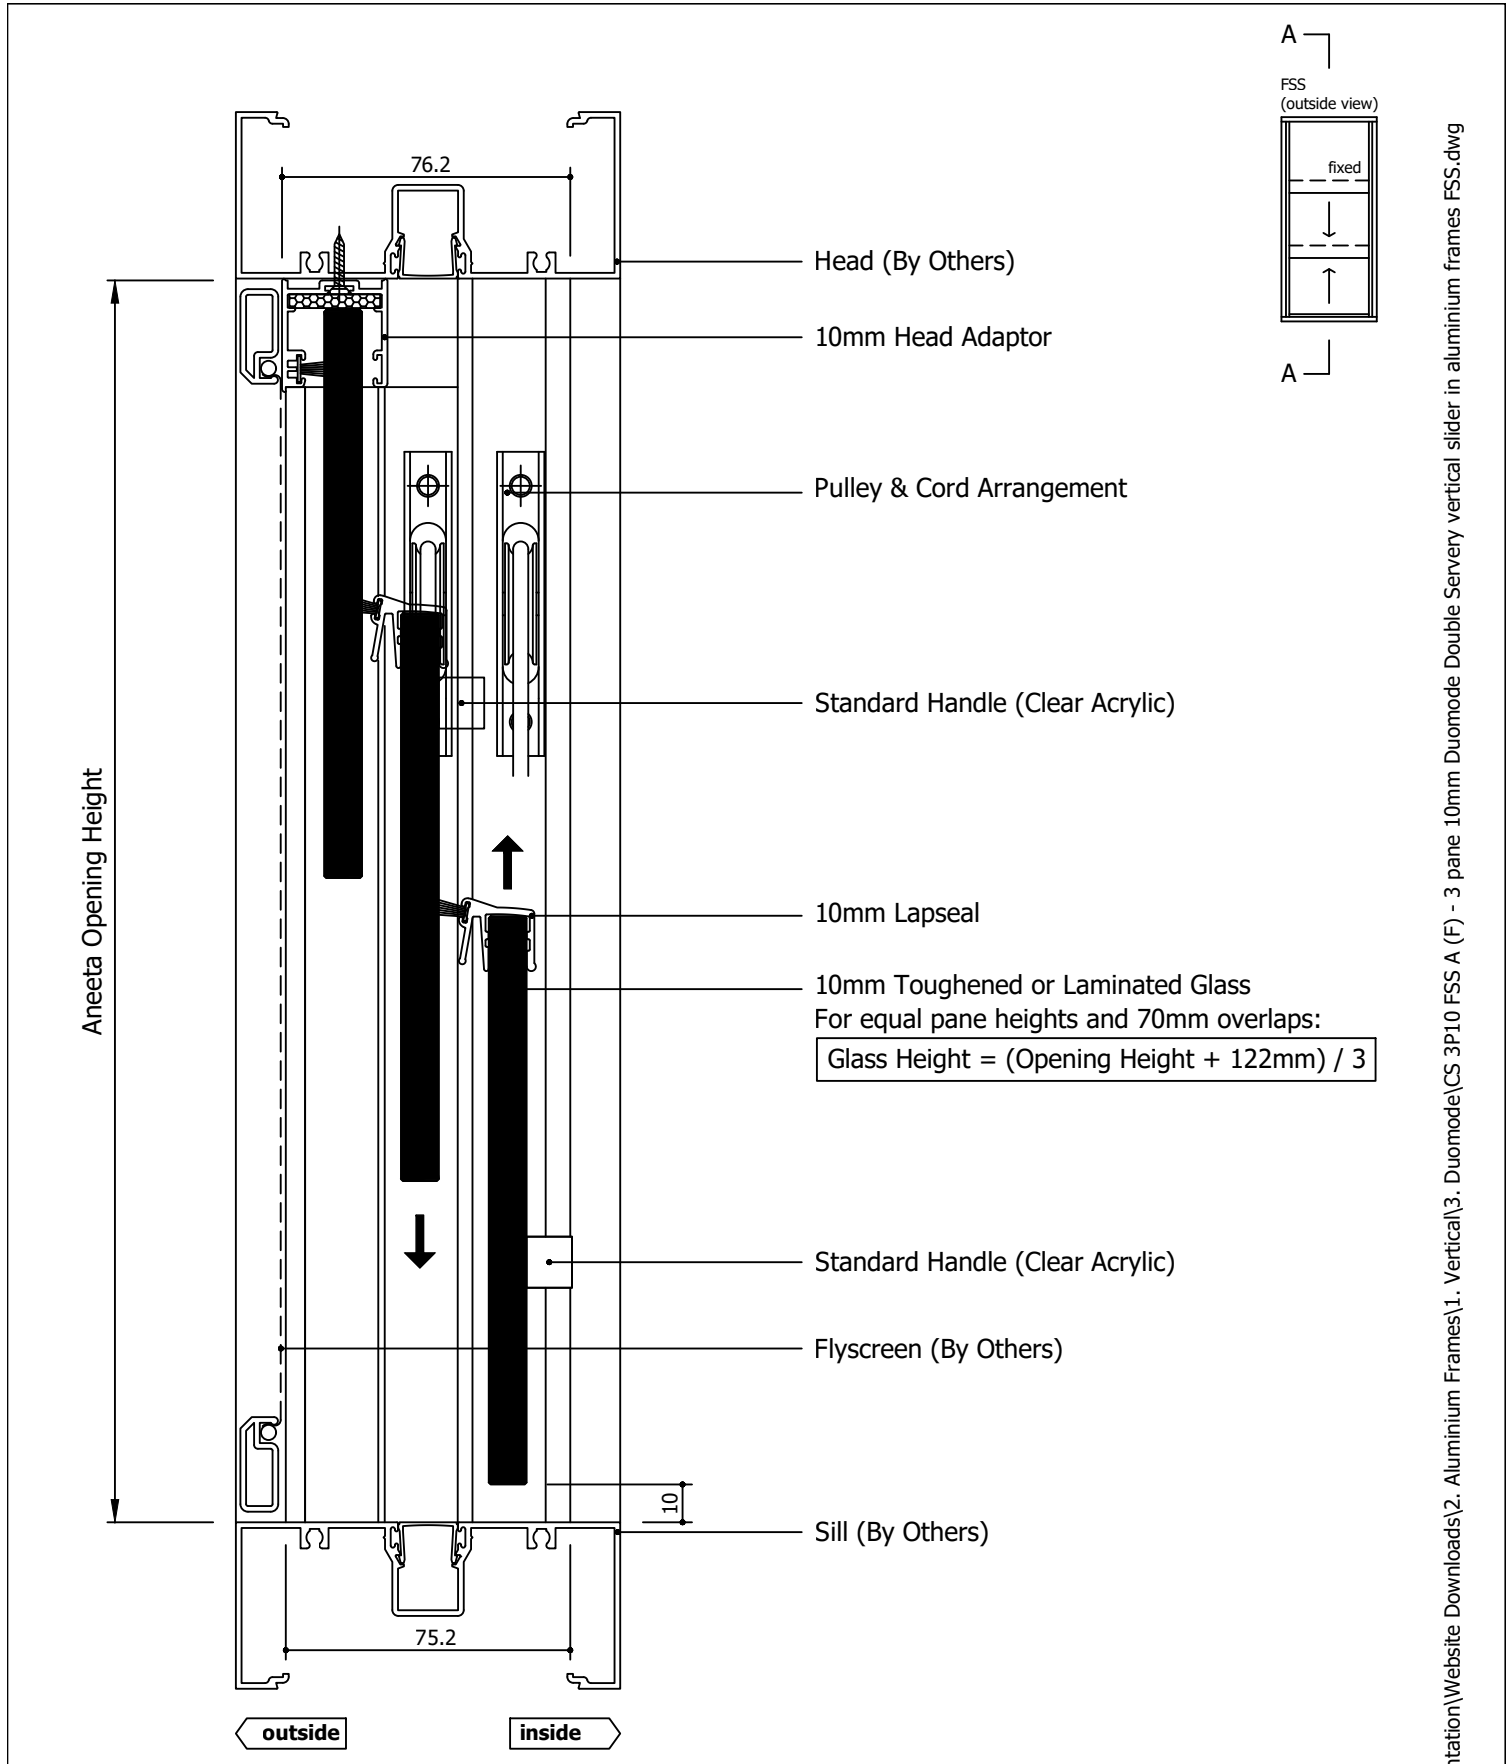 A
FSS
(outside view)
fixed
A
76.2
Head (By Others)
10mm Head Adaptor
Pulley & Cord Arrangement
Standard Handle (Clear Acrylic)
Aneeta Opening Height
10mm Lapseal
10mm Toughened or Laminated Glass
For equal pane heights and 70mm overlaps:
Glass Height = (Opening Height + 122mm) / 3
Standard Handle (Clear Acrylic)
Flyscreen (By Others)
10
Sill (By Others)
75.2
outside
inside
ntation\Website Downloads\2. Aluminium Frames\1. Vertical\3. Duomode\CS 3P10 FSS A (F) - 3 pane 10mm Duomode Double Servery vertical slider in aluminium frames FSS.dwg